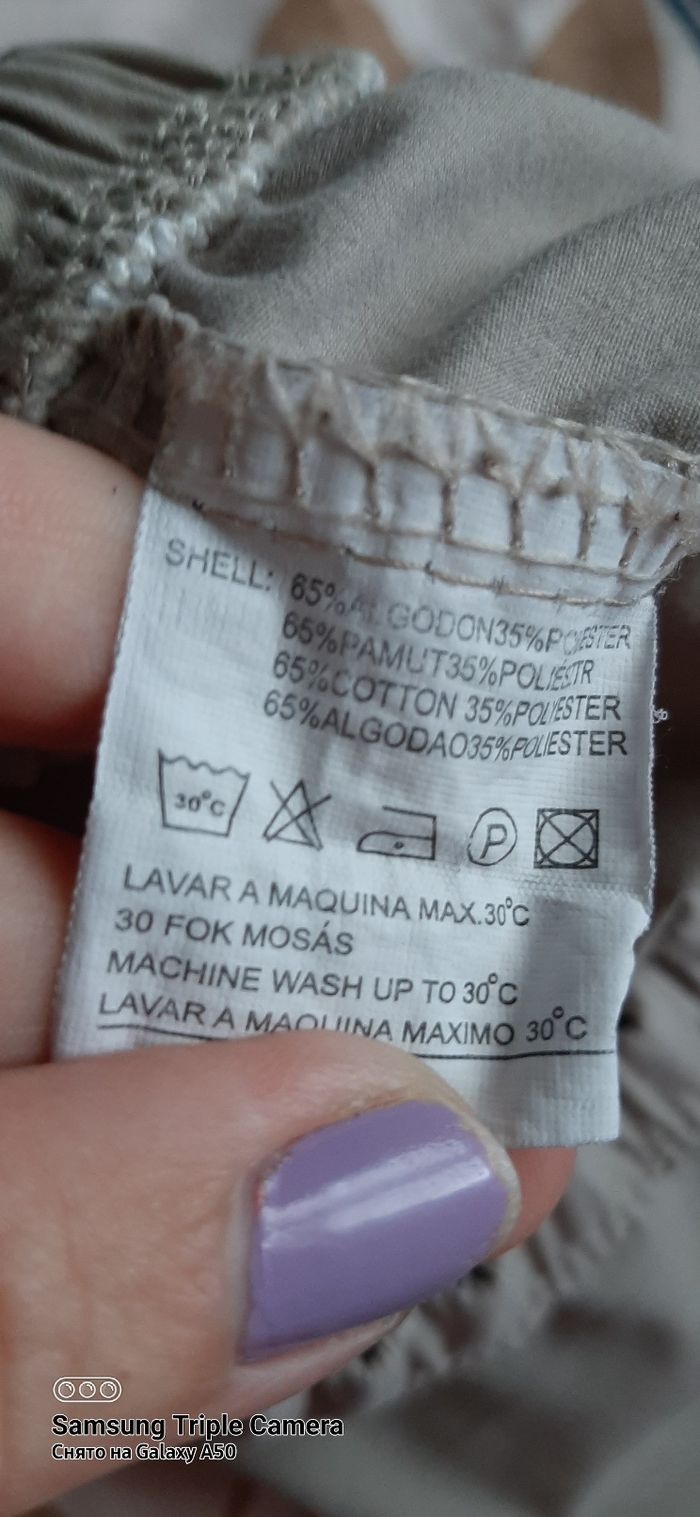 SHELL: 65%ALGODON35%POLYESTER
65%PAMUT35%POLIÉSTR
65%COTTON 35%POLYESTER
65%ALGODAO35%POLIESTER
30°C P
LAVAR A MAQUINA MAX.30°C
30 FOK MOSÁS
MACHINE WASH UP TO 30°C
LAVAR A MAQUINA MAXIMO 30°C
Samsung Triple Camera
Снято на Galaxy A50